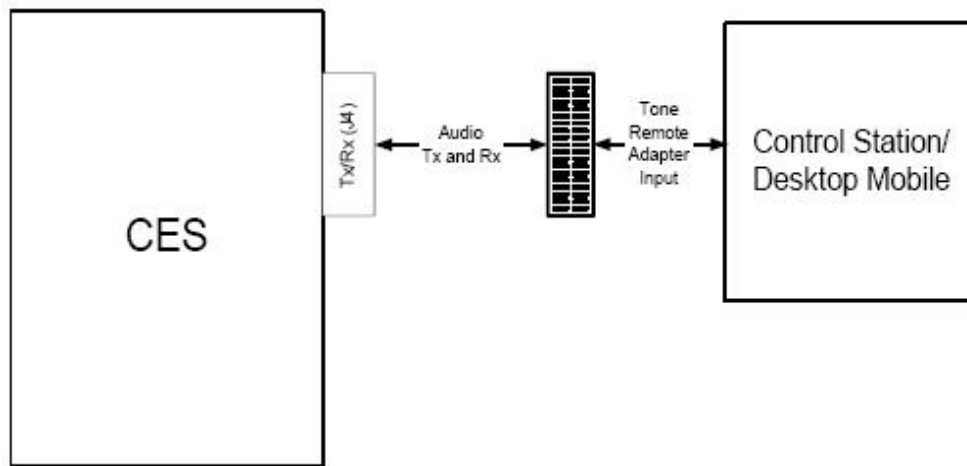 CES
Tx/Rx (J4)
Audio
Tx and Rx
Tone
Remote
Adapter
Input
Control Station/
Desktop Mobile